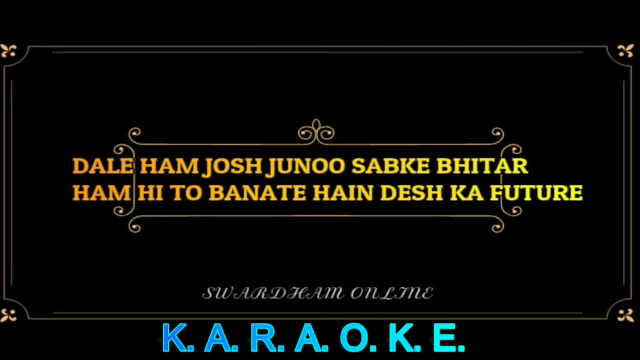 DALE HAM JOSH JUNOO SABKE BHITAR
HAM HI TO BANATE HAIN DESH KA FUTURE
SWARDHAM ONLINE
K. A. R. A. O. K. E.